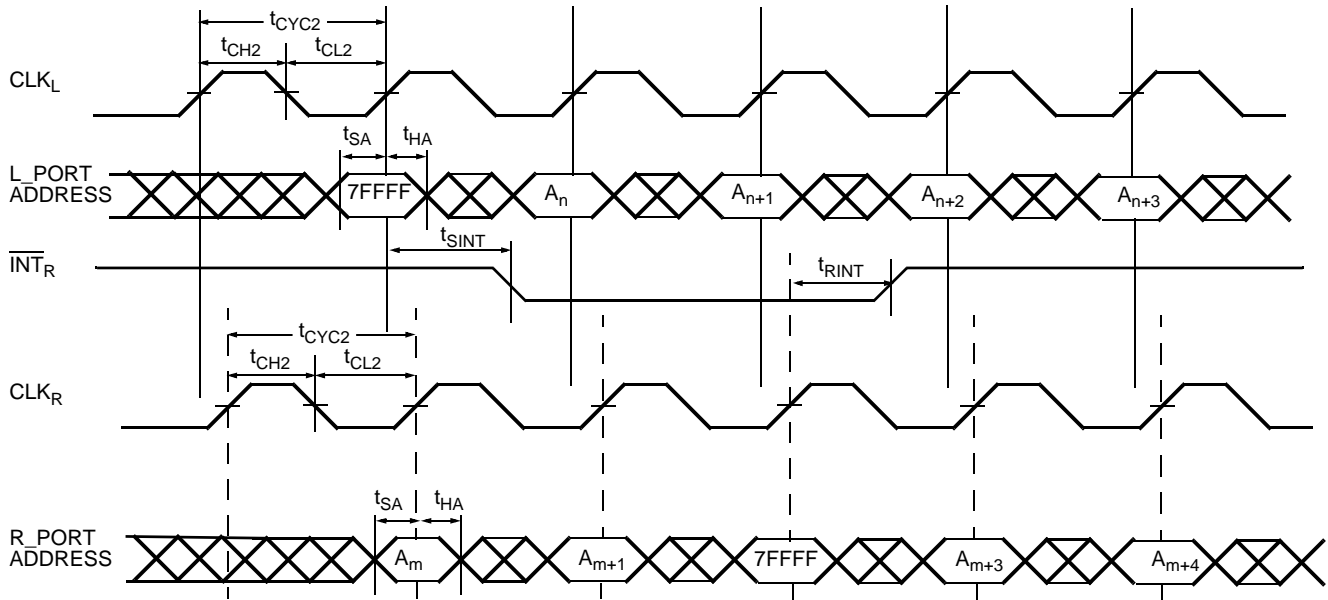 tCYC2
tCH2 tCL2
CLKL
tSA tHA
L_PORT
ADDRESS
7FFFF An An+1 An+2 An+3
tSINT
INTR
tRINT
tCYC2
tCH2 tCL2
CLKR
tSA tHA
R_PORT
ADDRESS
Am Am+1 7FFFF Am+3 Am+4